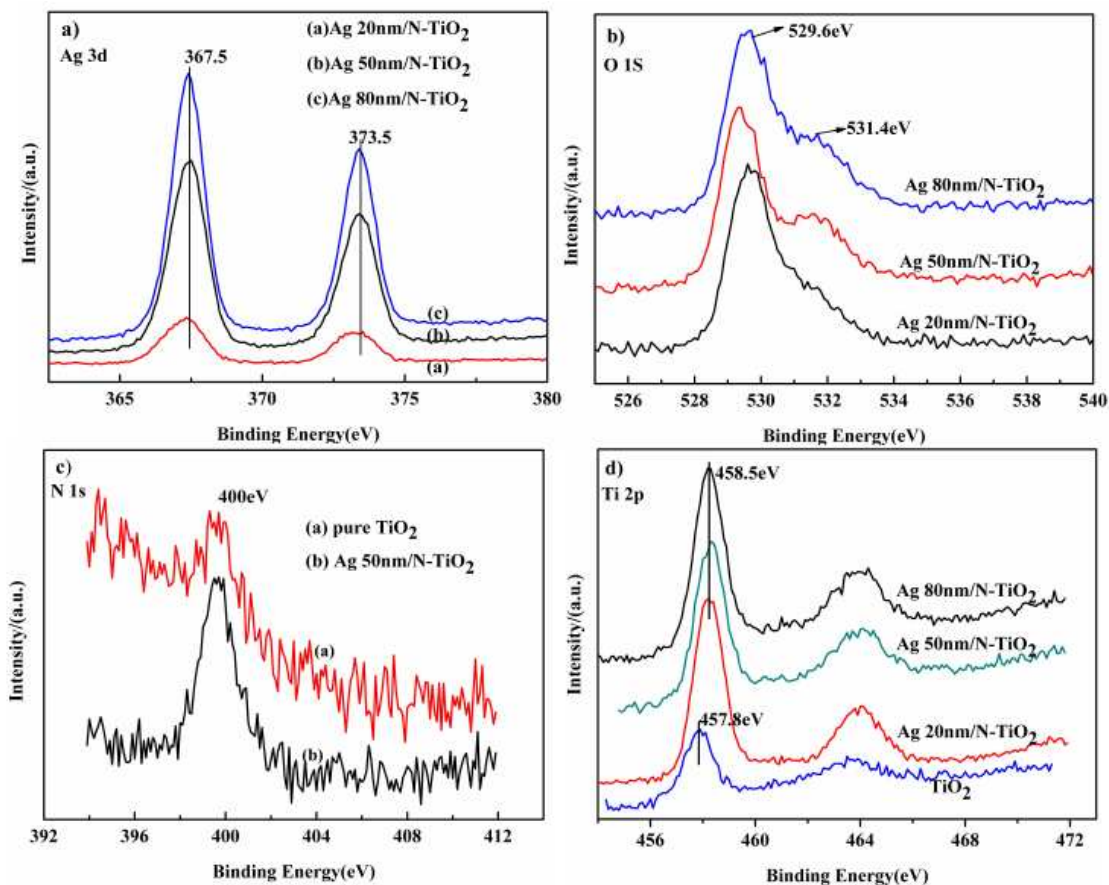 a)
Ag 3d
367.5
373.5
(a)Ag 20nm/N-TiO2
(b)Ag 50nm/N-TiO2
(c)Ag 80nm/N-TiO2
(c)
(b)
(a)
Intensity/(a.u.)
365 370 375 380
Binding Energy(eV)
b)
O 1S
529.6eV
531.4eV
Ag 80nm/N-TiO2
Ag 50nm/N-TiO2
Ag 20nm/N-TiO2
Intensity/(a.u.)
526 528 530 532 534 536 538 540
Binding Energy(eV)
c)
N 1s
400eV
(a) pure TiO2
(b) Ag 50nm/N-TiO2
(a)
(b)
Intensity/(a.u.)
392 396 400 404 408 412
Binding Energy(eV)
d)
Ti 2p
458.5eV
Ag 80nm/N-TiO2
Ag 50nm/N-TiO2
457.8eV
Ag 20nm/N-TiO2
TiO2
Intensity/(a.u.)
456 460 464 468 472
Binding Energy(eV)